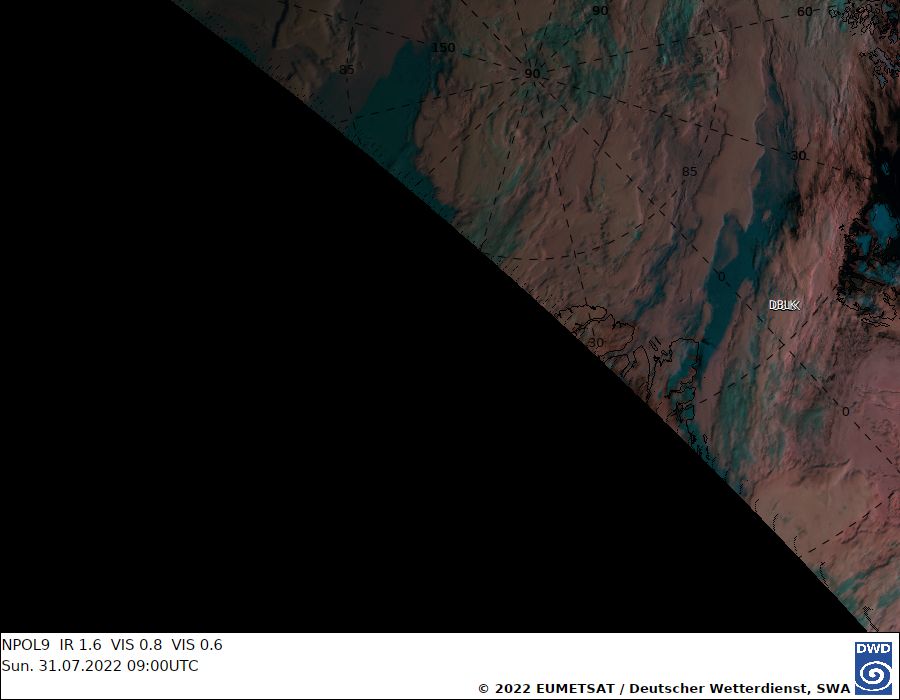 90
60
150
85
90
30
85
0
DBLK
30
0
NPOL9 IR 1.6 VIS 0.8 VIS 0.6
Sun. 31.07.2022 09:00UTC
DWD
© 2022 EUMETSAT / Deutscher Wetterdienst, SWA